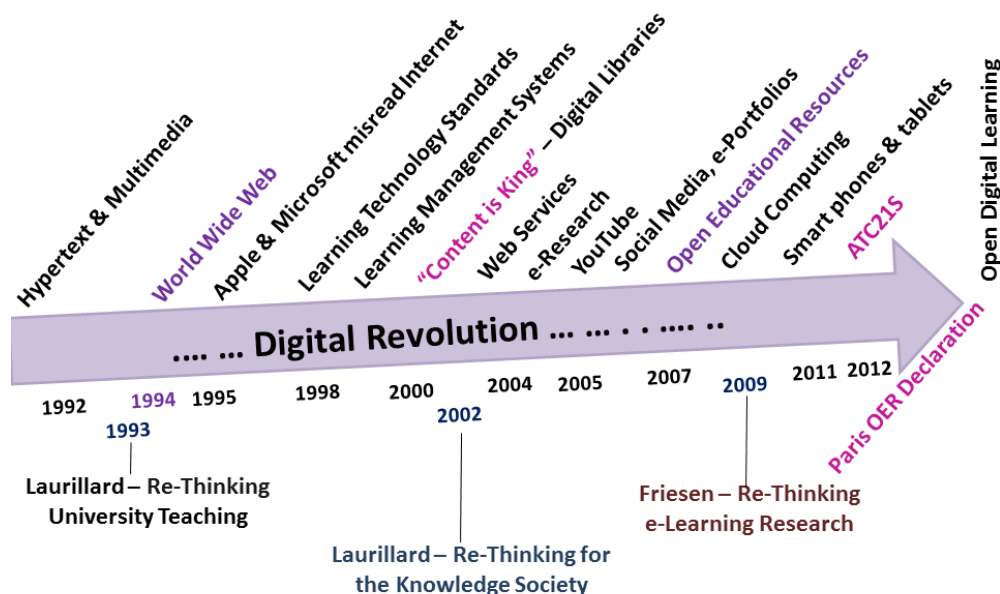 Hypertext & Multimedia
World Wide Web
Apple & Microsoft misread Internet
Learning Technology Standards
Learning Management Systems
“Content is King” – Digital Libraries
Web Services
e-Research
YouTube
Social Media, e-Portfolios
Open Educational Resources
Cloud Computing
Smart phones & tablets
ATC21S
Open Digital Learning
…. … Digital Revolution … … . . …. ..
1992
1994
1995
1998
2000
2004
2005
2007
2009
2011
2012
1993
2002
Paris OER Declaration
Laurillard – Re-Thinking
University Teaching
Laurillard – Re-Thinking for
the Knowledge Society
Friesen – Re-Thinking
e-Learning Research